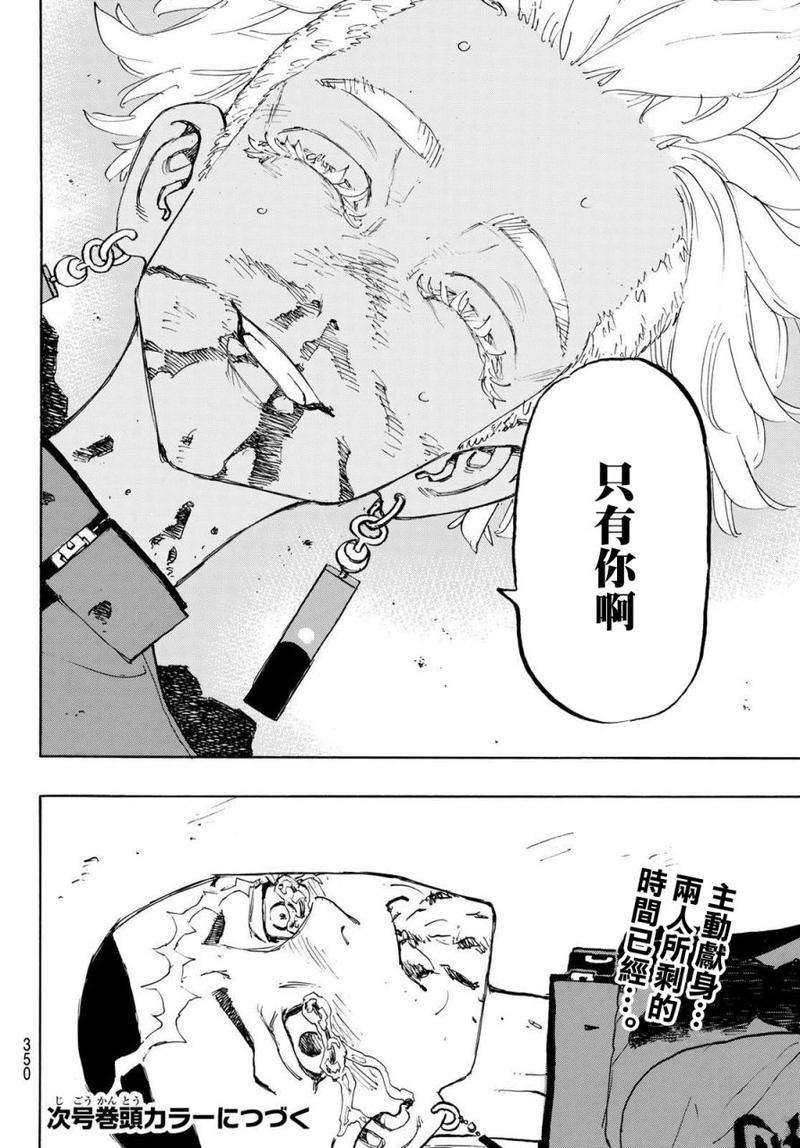 只有你啊
主動獻身…
兩人所剩的
時間已經…。
じごうかんとう
次号巻頭カラーにつづく
350